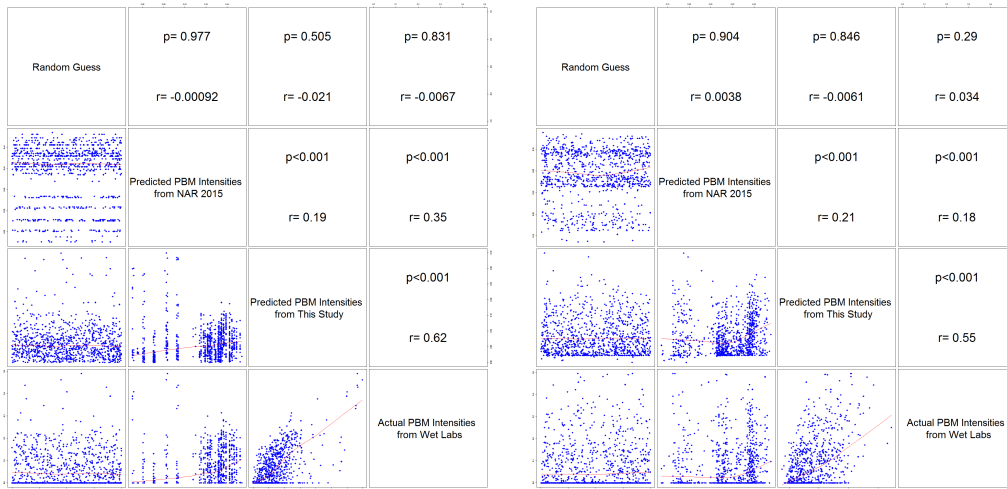 Random Guess
p= 0.977
r= -0.00092
p= 0.505
r= -0.021
p= 0.831
r= -0.0067
Predicted PBM Intensities
from NAR 2015
p<0.001
r= 0.19
p<0.001
r= 0.35
Predicted PBM Intensities
from This Study
p<0.001
r= 0.62
Actual PBM Intensities
from Wet Labs
Random Guess
p= 0.904
r= 0.0038
p= 0.846
r= -0.0061
p= 0.29
r= 0.034
Predicted PBM Intensities
from NAR 2015
p<0.001
r= 0.21
p<0.001
r= 0.18
Predicted PBM Intensities
from This Study
p<0.001
r= 0.55
Actual PBM Intensities
from Wet Labs